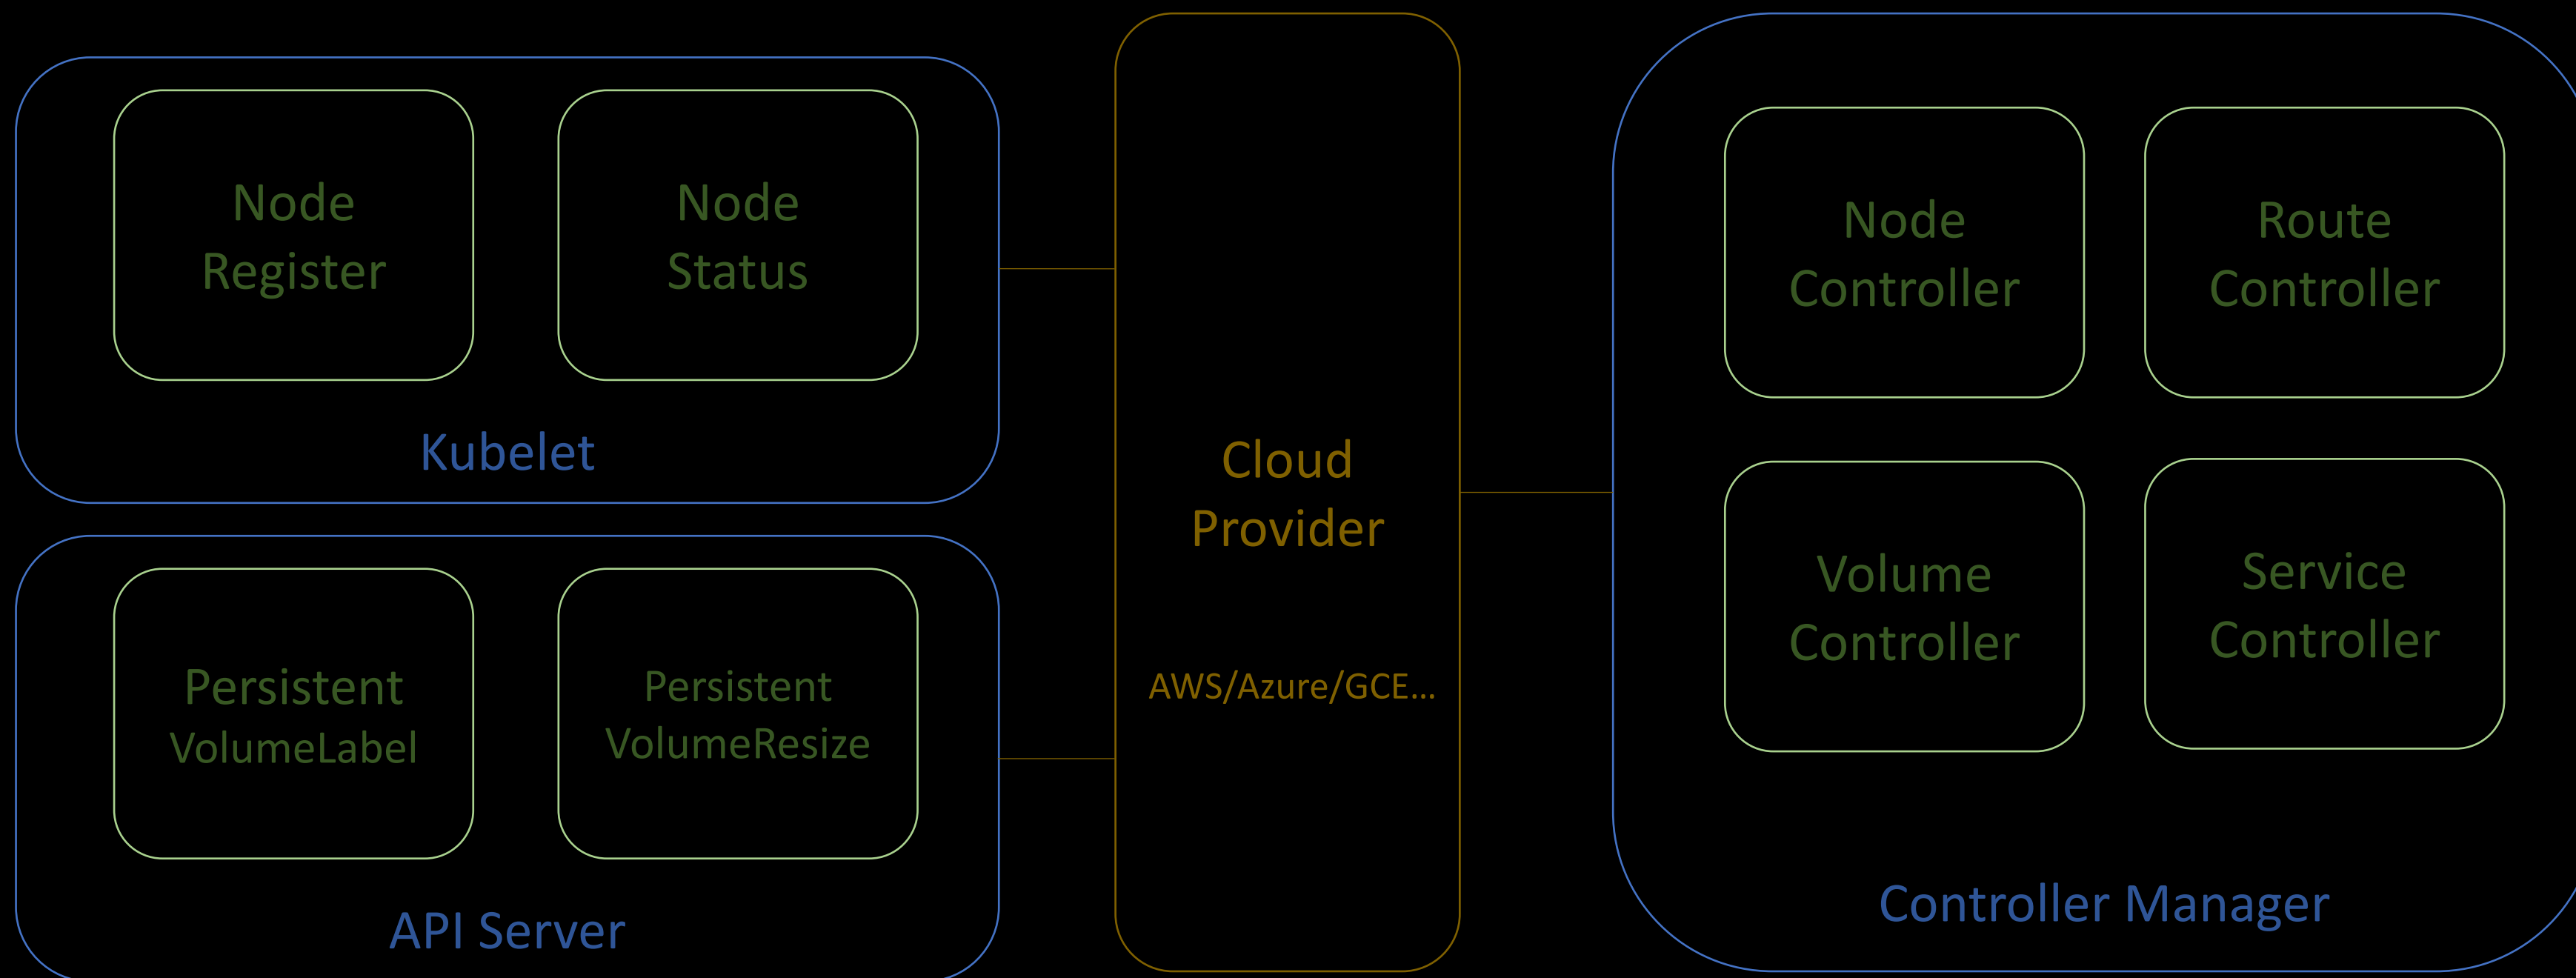 Node
Register
Node
Status
Kubelet
Persistent
VolumeLabel
Persistent
VolumeResize
API Server
Cloud
Provider
AWS/Azure/GCE...
Node
Controller
Route
Controller
Volume
Controller
Service
Controller
Controller Manager